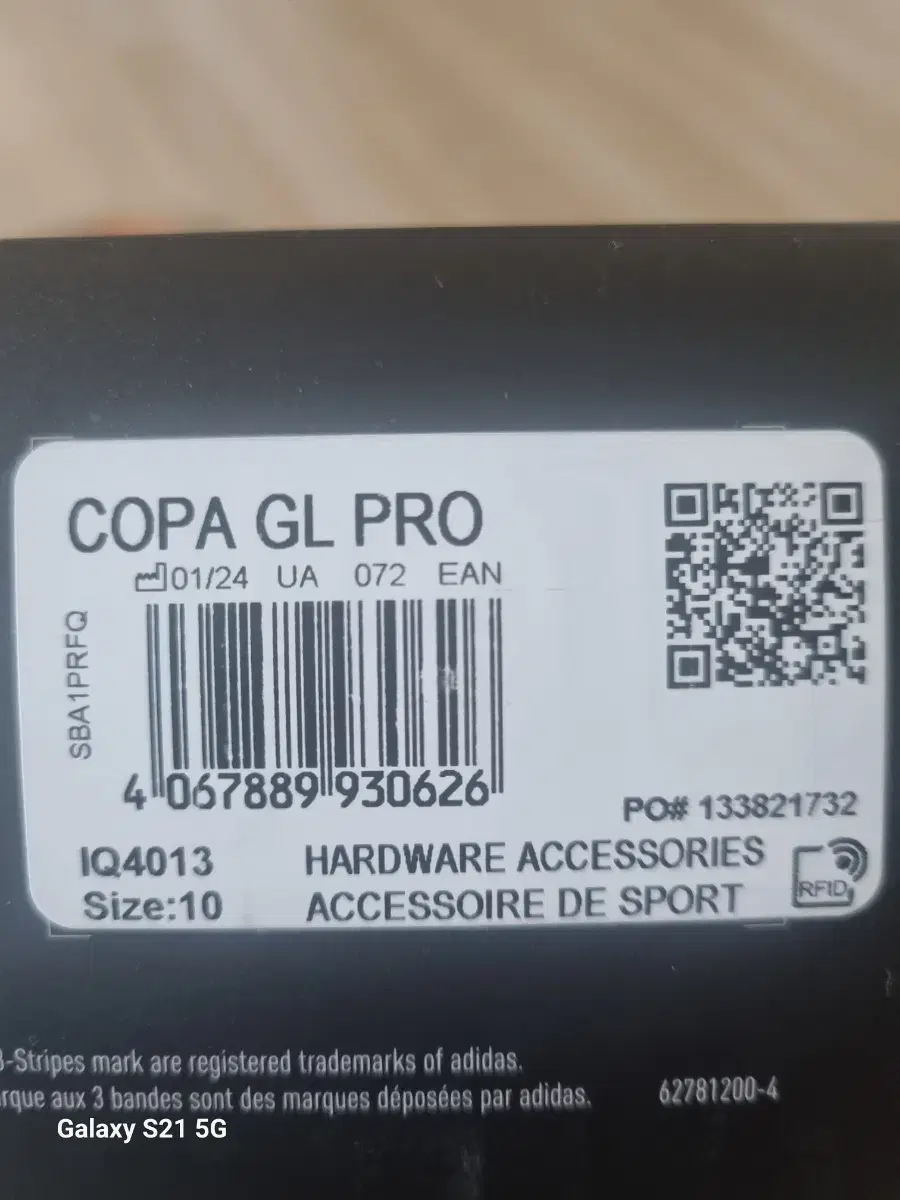 COPA GL PRO
01/24 UA 072 EAN
SBA1PRFQ
4 067889 930626
PO# 133821732
IQ4013 HARDWARE ACCESSORIES
Size:10 ACCESSOIRE DE SPORT
RFID
3-Stripes mark are registered trademarks of adidas.
rque aux 3 bandes sont des marques déposées par adidas.
62781200-4
Galaxy S21 5G